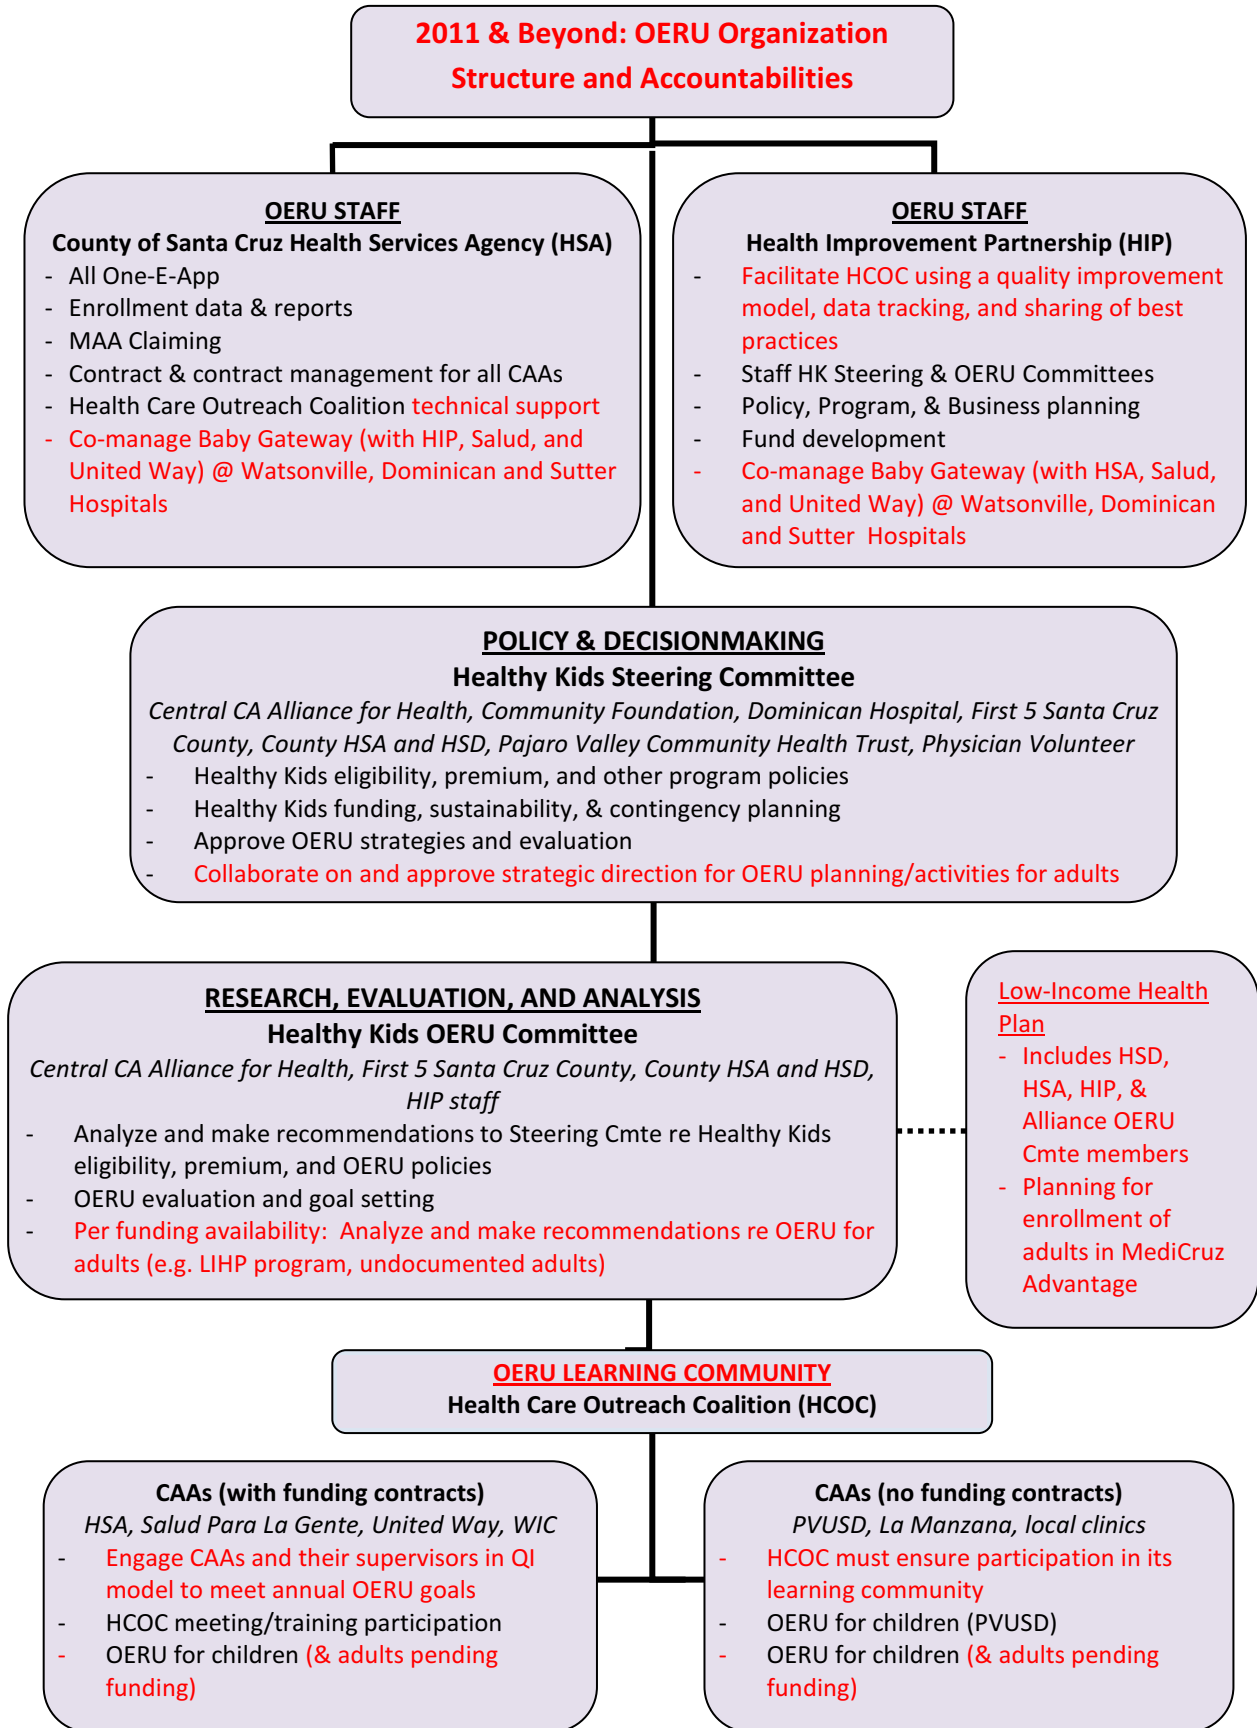 2011 & Beyond: OERU Organization
Structure and Accountabilities
OERU STAFF
County of Santa Cruz Health Services Agency (HSA)
- All One-E-App
- Enrollment data & reports
- MAA Claiming
- Contract & contract management for all CAAs
- Health Care Outreach Coalition technical support
- Co-manage Baby Gateway (with HIP, Salud, and
United Way) @ Watsonville, Dominican and Sutter
Hospitals
OERU STAFF
Health Improvement Partnership (HIP)
- Facilitate HCOC using a quality improvement
model, data tracking, and sharing of best
practices
- Staff HK Steering & OERU Committees
- Policy, Program, & Business planning
- Fund development
- Co-manage Baby Gateway (with HSA, Salud,
and United Way) @ Watsonville, Dominican
and Sutter Hospitals
POLICY & DECISIONMAKING
Healthy Kids Steering Committee
Central CA Alliance for Health, Community Foundation, Dominican Hospital, First 5 Santa Cruz
County, County HSA and HSD, Pajaro Valley Community Health Trust, Physician Volunteer
- Healthy Kids eligibility, premium, and other program policies
- Healthy Kids funding, sustainability, & contingency planning
- Approve OERU strategies and evaluation
- Collaborate on and approve strategic direction for OERU planning/activities for adults
RESEARCH, EVALUATION, AND ANALYSIS
Healthy Kids OERU Committee
Central CA Alliance for Health, First 5 Santa Cruz County, County HSA and HSD,
HIP staff
- Analyze and make recommendations to Steering Cmte re Healthy Kids
eligibility, premium, and OERU policies
- OERU evaluation and goal setting
- Per funding availability: Analyze and make recommendations re OERU for
adults (e.g. LIHP program, undocumented adults)
Low-Income Health
Plan
- Includes HSD,
HSA, HIP, &
Alliance OERU
Cmte members
- Planning for
enrollment of
adults in MediCruz
Advantage
OERU LEARNING COMMUNITY
Health Care Outreach Coalition (HCOC)
CAAs (with funding contracts)
HSA, Salud Para La Gente, United Way, WIC
- Engage CAAs and their supervisors in QI
model to meet annual OERU goals
- HCOC meeting/training participation
- OERU for children (& adults pending
funding)
CAAs (no funding contracts)
PVUSD, La Manzana, local clinics
- HCOC must ensure participation in its
learning community
- OERU for children (PVUSD)
- OERU for children (& adults pending
funding)